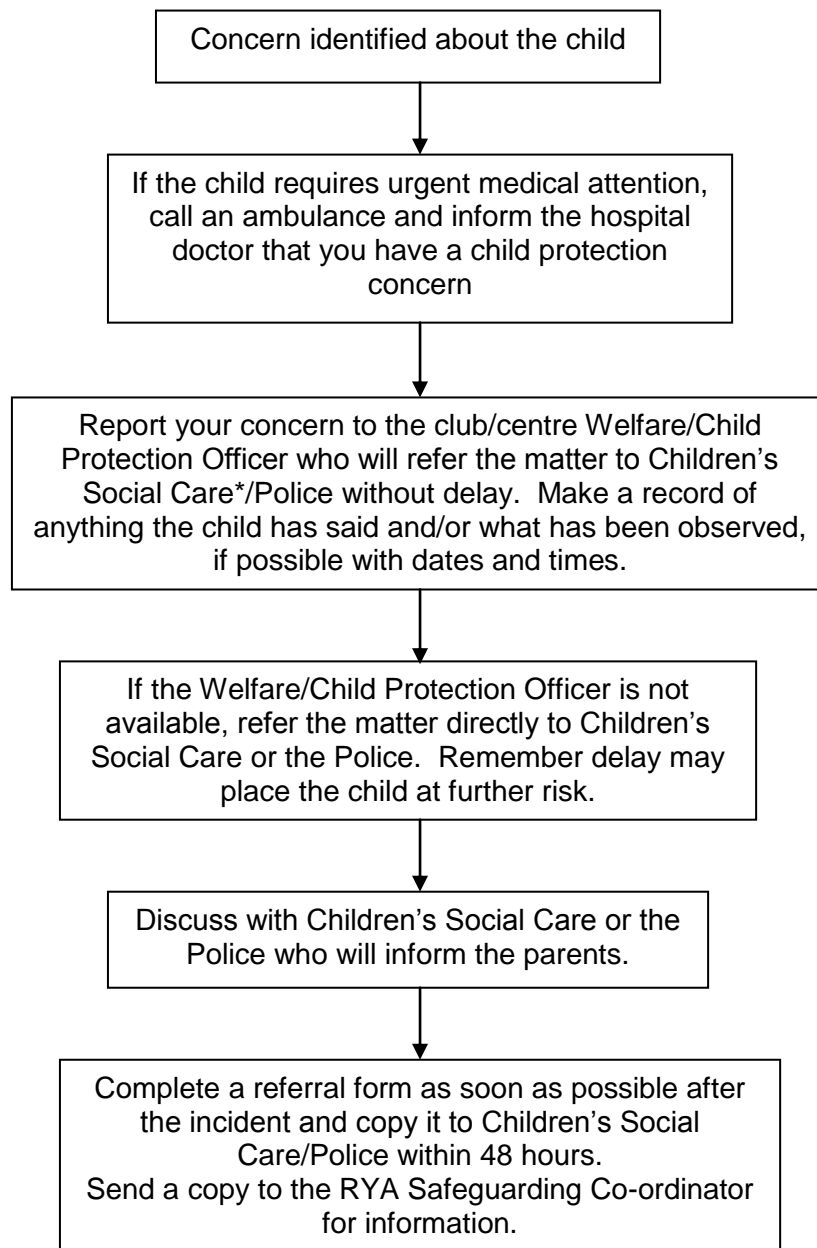 Concern identified about the child
If the child requires urgent medical attention,
call an ambulance and inform the hospital
doctor that you have a child protection
concern
Report your concern to the club/centre Welfare/Child
Protection Officer who will refer the matter to Children’s
Social Care*/Police without delay.  Make a record of
anything the child has said and/or what has been observed,
if possible with dates and times.
If the Welfare/Child Protection Officer is not
available, refer the matter directly to Children’s
Social Care or the Police.  Remember delay may
place the child at further risk.
Discuss with Children’s Social Care or the
Police who will inform the parents.
Complete a referral form as soon as possible after
the incident and copy it to Children’s Social
Care/Police within 48 hours.
Send a copy to the RYA Safeguarding Co-ordinator
for information.